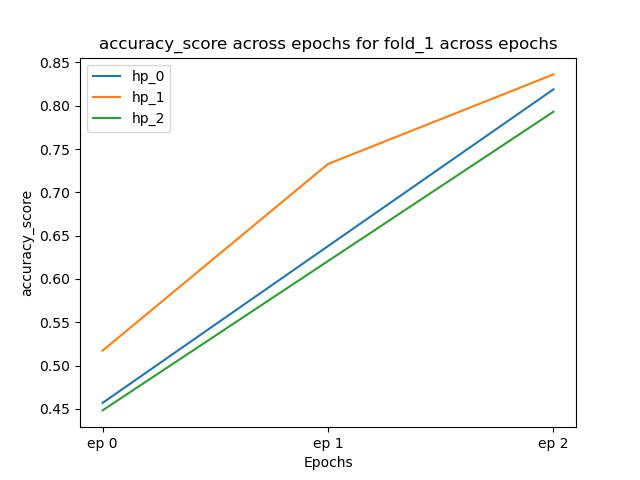 accuracy_score across epochs for fold_1 across epochs
hp_0
hp_1
hp_2
accuracy_score
0.85
0.80
0.75
0.70
0.65
0.60
0.55
0.50
0.45
ep 0 ep 1 ep 2
Epochs